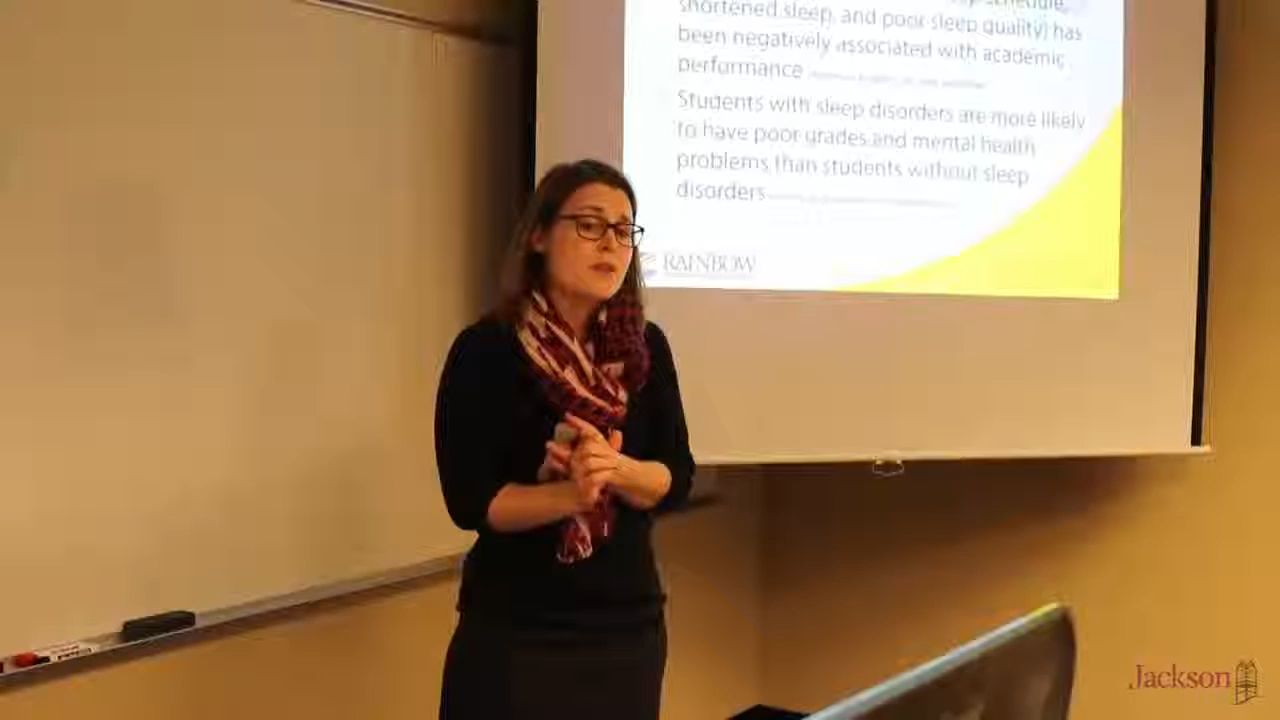 schedule,
shortened sleep, and poor sleep quality) has
been negatively associated with academic
performance
Students with sleep disorders are more likely
to have poor grades and mental health
problems than students without sleep
disorders
RAINBOW
Jackson